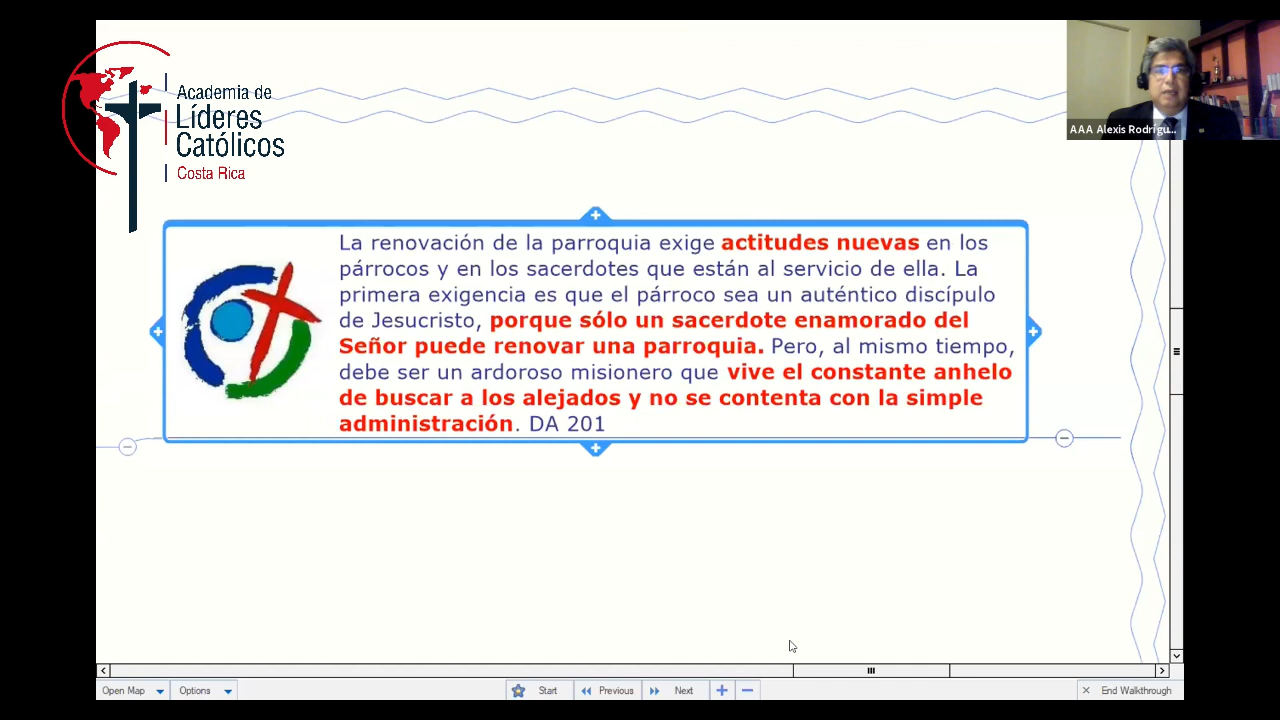 Academia de
Líderes
Católicos
Costa Rica
AAA Alexis Rodrígu...
La renovación de la parroquia exige actitudes nuevas en los
párrocos y en los sacerdotes que están al servicio de ella. La
primera exigencia es que el párroco sea un auténtico discípulo
de Jesucristo, porque sólo un sacerdote enamorado del
Señor puede renovar una parroquia. Pero, al mismo tiempo,
debe ser un ardoroso misionero que vive el constante anhelo
de buscar a los alejados y no se contenta con la simple
administración. DA 201
Open Map
Options
Start
Previous
Next
End Walkthrough